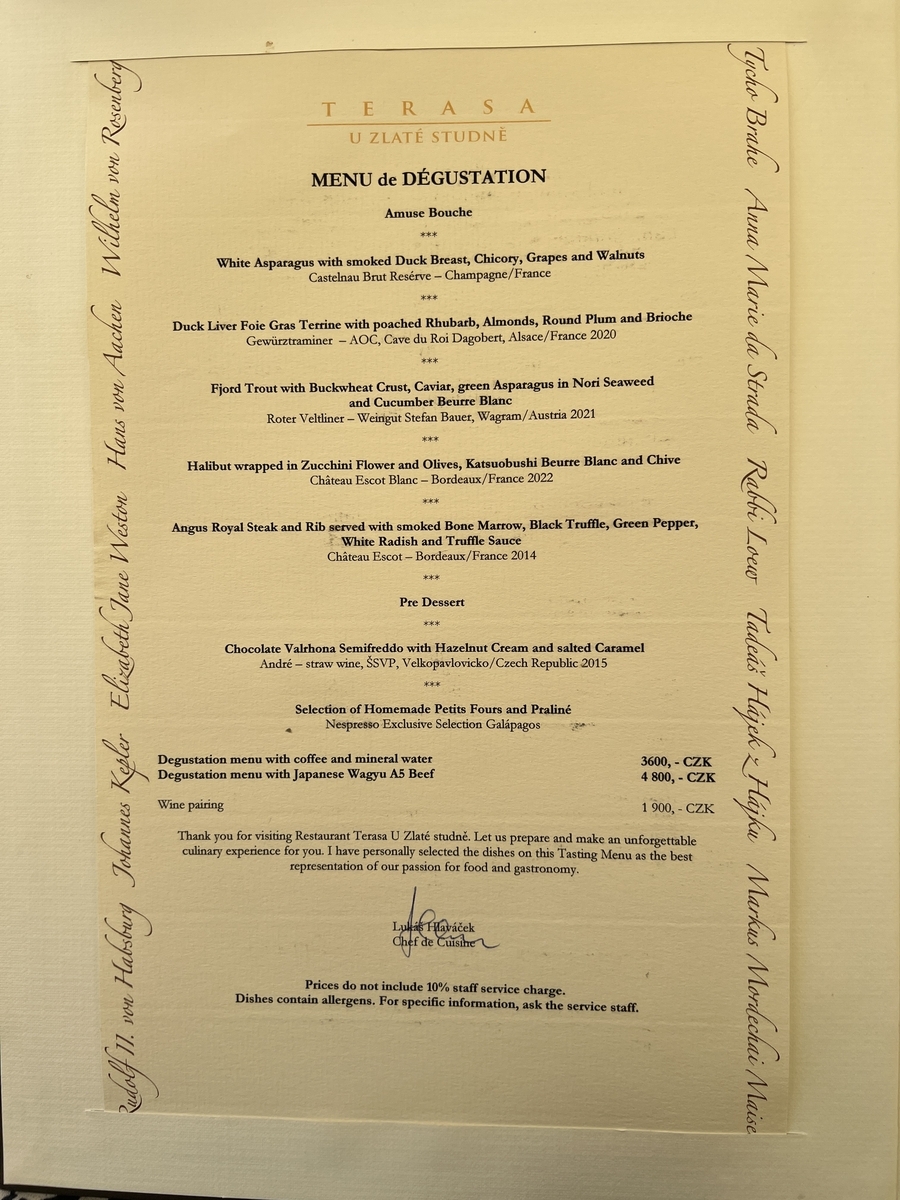 TERASA
U ZLATÉ STUDNĚ
MENU de DÉGUSTATION
Amuse Bouche
***
White Asparagus with smoked Duck Breast, Chicory, Grapes and Walnuts
Castelnau Brut Resérve – Champagne/France
***
Duck Liver Foie Gras Terrine with poached Rhubarb, Almonds, Round Plum and Brioche
Gewürztraminer – AOC, Cave du Roi Dagobert, Alsace/France 2020
***
Fjord Trout with Buckwheat Crust, Caviar, green Asparagus in Nori Seaweed
and Cucumber Beurre Blanc
Roter Veltliner – Weingut Stefan Bauer, Wagram/Austria 2021
***
Halibut wrapped in Zucchini Flower and Olives, Katsuobushi Beurre Blanc and Chive
Château Escot Blanc – Bordeaux/France 2022
***
Angus Royal Steak and Rib served with smoked Bone Marrow, Black Truffle, Green Pepper,
White Radish and Truffle Sauce
Château Escot – Bordeaux/France 2014
***
Pre Dessert
***
Chocolate Valrhona Semifreddo with Hazelnut Cream and salted Caramel
André – straw wine, ŠSVP, Velkopavlovicko/Czech Republic 2015
***
Selection of Homemade Petits Fours and Praliné
Nespresso Exclusive Selection Galápagos
Degustation menu with coffee and mineral water 3600, - CZK
Degustation menu with Japanese Wagyu A5 Beef 4 800, - CZK
Wine pairing 1 900, - CZK
Thank you for visiting Restaurant Terasa U Zlaté studně. Let us prepare and make an unforgettable
culinary experience for you. I have personally selected the dishes on this Tasting Menu as the best
representation of our passion for food and gastronomy.
Lukáš Hlaváček
Chef de Cuisine
Prices do not include 10% staff service charge.
Dishes contain allergens. For specific information, ask the service staff.
Rudolf II. von Habsburg Johannes Kepler Elizabeth Jane Weston Hans von Aachen Wilhelm von Rosenberg
Tycho Brahe Anna Marie da Strada Rabbi Loew Tadeáš Hájek z Hájku Markus Mordechai Maise